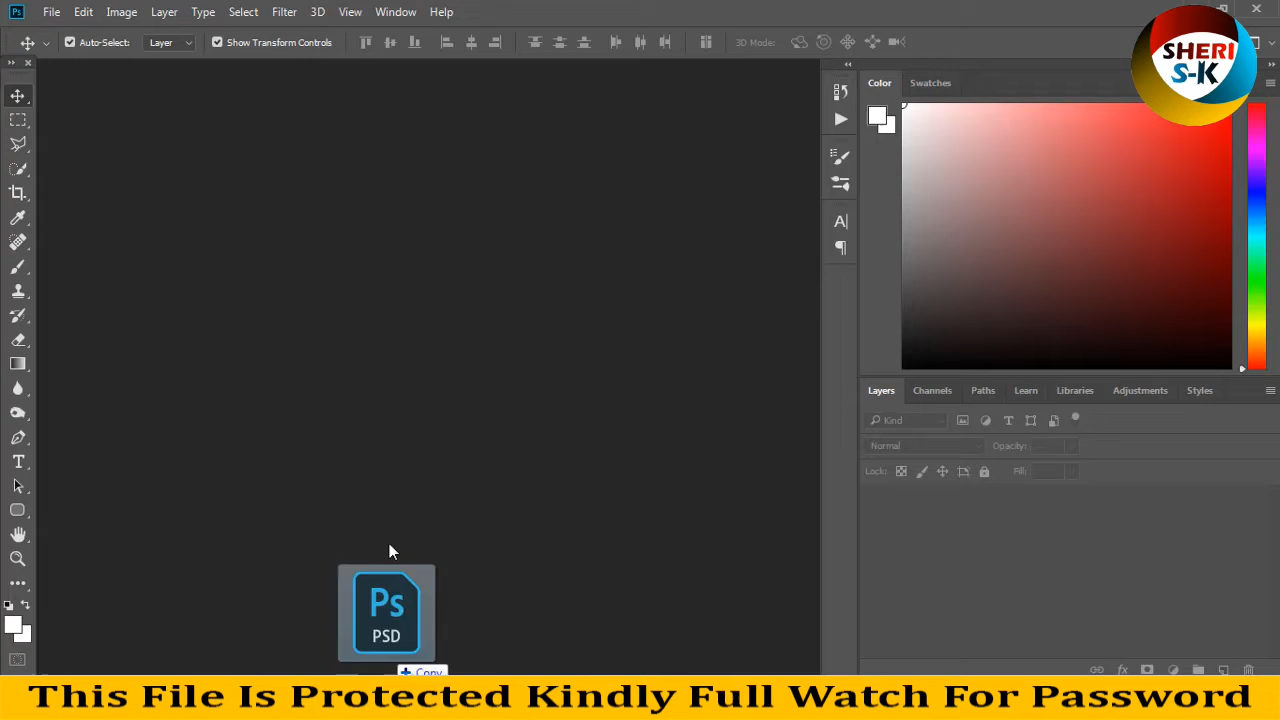 Ps File Edit Image Layer Type Select Filter 3D View Window Help
Auto-Select: Layer Show Transform Controls 3D Mode:
SHERI
S-K
Color Swatches
Layers Channels Paths Learn Libraries Adjustments Styles
Kind
Normal Opacity:
Lock: Fill:
Ps
PSD
Copy
This File Is Protected Kindly Full Watch For Password